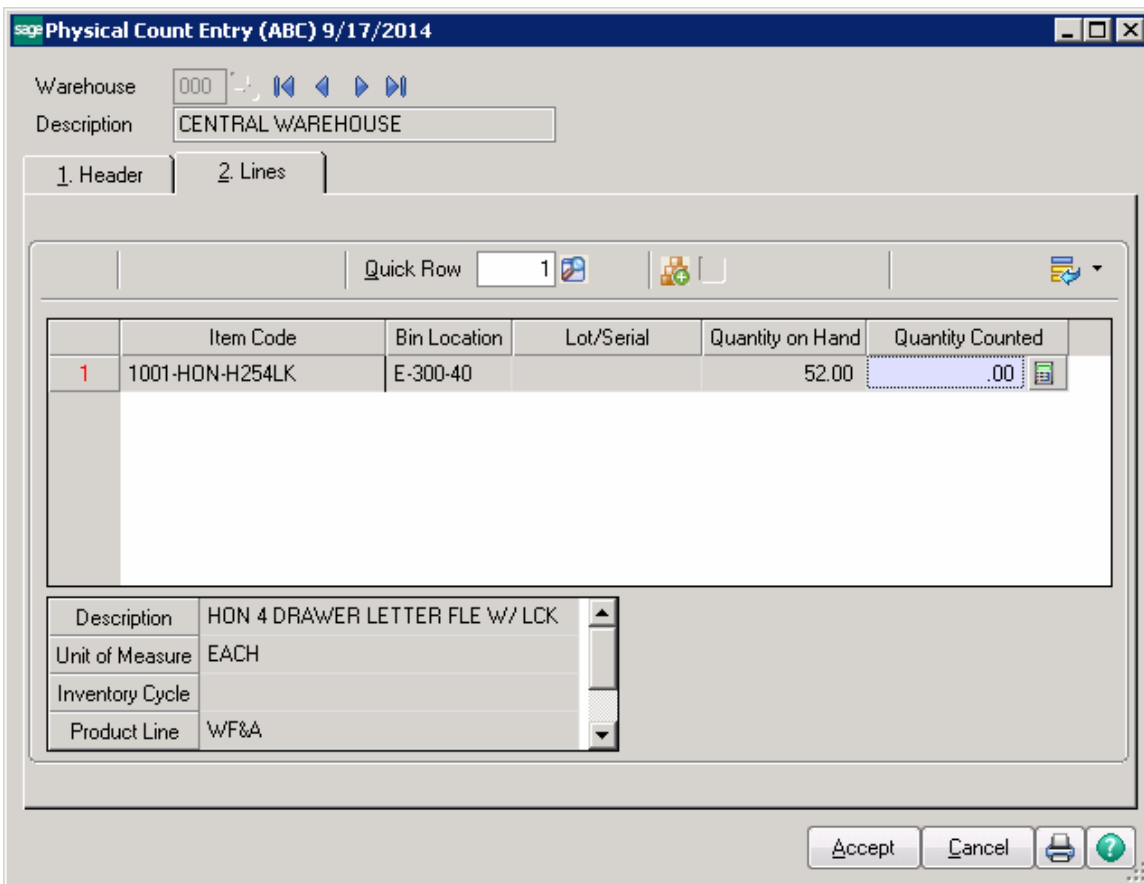 sage Physical Count Entry (ABC) 9/17/2014
Warehouse 000
Description CENTRAL WAREHOUSE
1. Header 2. Lines
Quick Row 1
Item Code Bin Location Lot/Serial Quantity on Hand Quantity Counted
1 1001-HON-H254LK E-300-40 52.00 .00
Description HON 4 DRAWER LETTER FLE W/ LCK
Unit of Measure EACH
Inventory Cycle
Product Line WF&A
Accept Cancel ?